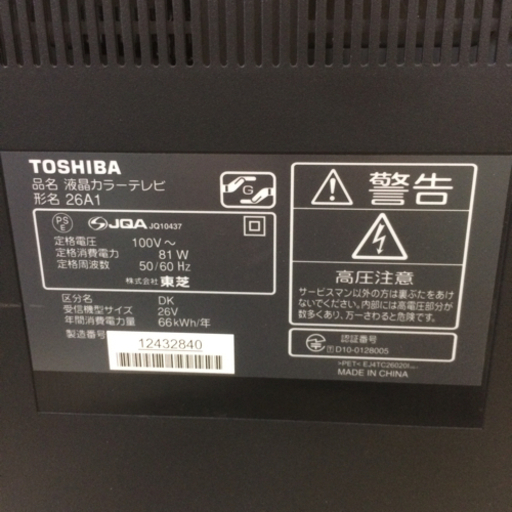 TOSHIBA
品名 液晶カラーテレビ
形名 26A1
G
PS
E
JQA JQ10437
定格電圧 100V～
定格消費電力 81W
定格周波数 50/60 Hz
株式会社 東芝
区分名 DK
受信機型サイズ 26V
年間消費電力量 66kWh/年
製造番号
12432840
警告
高圧注意
サービスマン以外の方は裏ぶたをあけ
ないでください。内部には高電圧部分が
数多くあり、万一さわると危険です。
認証番号
T D10-0128005
>PET< EJ4TC26020I
MADE IN CHINA